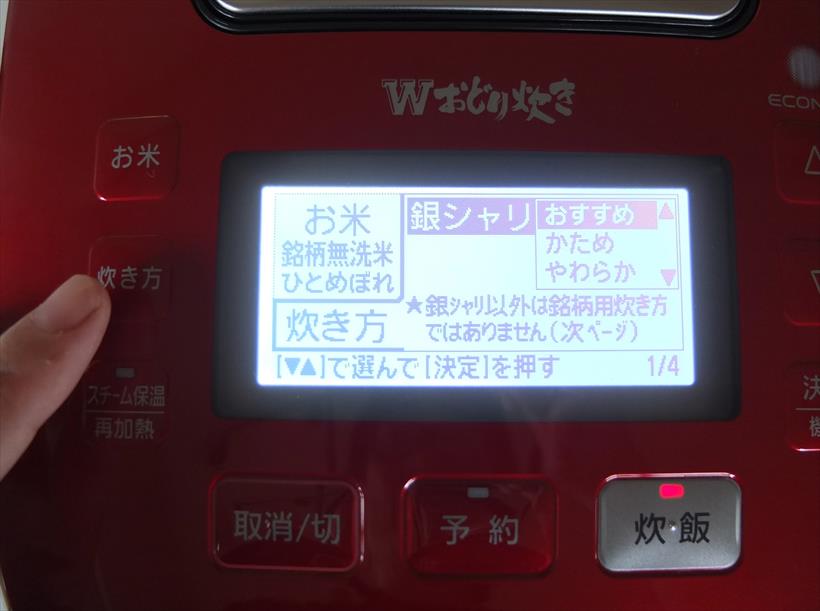 Wおどり炊き
ECON
お米
炊き方
スチーム保温
再加熱
お米
銘柄無洗米
ひとめぼれ
炊き方
銀シャリ
おすすめ▲
かため
やわらか▼
★銀シャリ以外は銘柄用炊き方
ではありません(次ページ)
[▼▲]で選んで[決定]を押す 1/4
取消/切
予約
炊飯